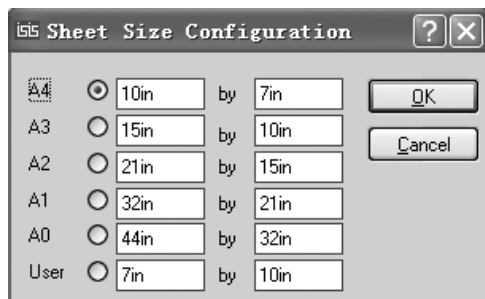 isis Sheet Size Configuration
A4 10in by 7in OK
A3 15in by 10in Cancel
A2 21in by 15in
A1 32in by 21in
A0 44in by 32in
User 7in by 10in